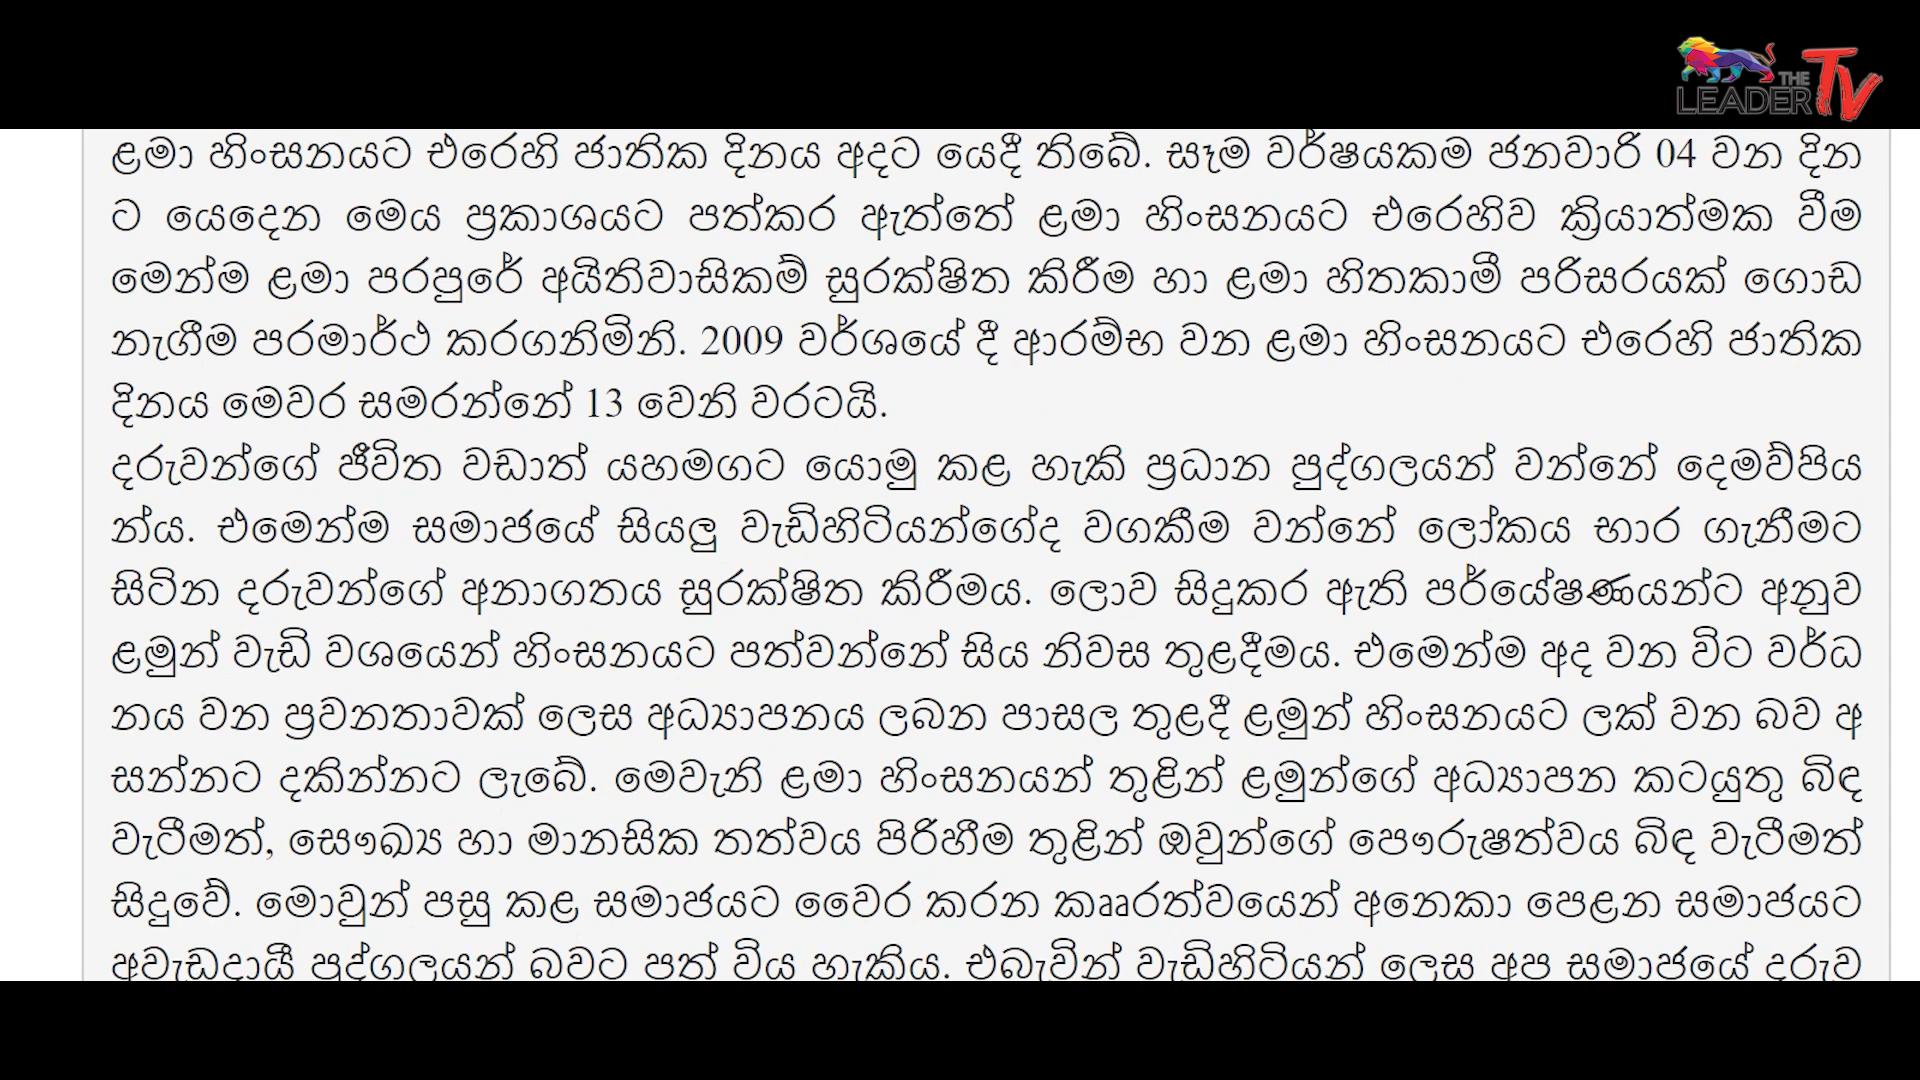 THE
LEADER TV
ළමා හිංසනයට එරෙහි ජාතික දිනය අදට යෙදී තිබේ. සෑම වර්ෂයකම ජනවාරි 04 වන දින
ට යෙදෙන මෙය ප්‍රකාශයට පත්කර ඇත්තේ ළමා හිංසනයට එරෙහිව ක්‍රියාත්මක වීම
මෙන්ම ළමා පරපුරේ අයිතිවාසිකම් සුරක්ෂිත කිරීම හා ළමා හිතකාමී පරිසරයක් ගොඩ
නැගීම පරමාර්ථ කරගනිමිනි. 2009 වර්ශයේ දී ආරම්භ වන ළමා හිංසනයට එරෙහි ජාතික
දිනය මෙවර සමරන්නේ 13 වෙනි වරටයි.
දරුවන්ගේ ජීවිත වඩාත් යහමගට යොමු කළ හැකි ප්‍රධාන පුද්ගලයන් වන්නේ දෙමව්පිය
න්ය. එමෙන්ම සමාජයේ සියලු වැඩිහිටියන්ගේද වගකීම වන්නේ ලෝකය භාර ගැනීමට
සිටින දරුවන්ගේ අනාගතය සුරක්ෂිත කිරීමය. ලොව සිදුකර ඇති පර්යේෂණයන්ට අනුව
ළමුන් වැඩි වශයෙන් හිංසනයට පත්වන්නේ සිය නිවස තුළදීමය. එමෙන්ම අද වන විට වර්ධ
නය වන ප්‍රවනතාවක් ලෙස අධ්‍යාපනය ලබන පාසල තුළදී ළමුන් හිංසනයට ලක් වන බව අ
සන්නට දකින්නට ලැබේ. මෙවැනි ළමා හිංසනයන් තුළින් ළමුන්ගේ අධ්‍යාපන කටයුතු බිඳ
වැටීමත්, සෞඛ්‍ය හා මානසික තත්වය පිරිහීම තුළින් ඔවුන්ගේ පෞරුෂත්වය බිඳ වැටීමත්
සිදුවේ. මොවුන් පසු කළ සමාජයට වෛර කරන කෲරත්වයෙන් අනෙකා පෙළන සමාජයට
අවැඩදායී පුද්ගලයන් බවට පත් විය හැකිය. එබැවින් වැඩිහිටියන් ලෙස අප සමාජයේ දරුව